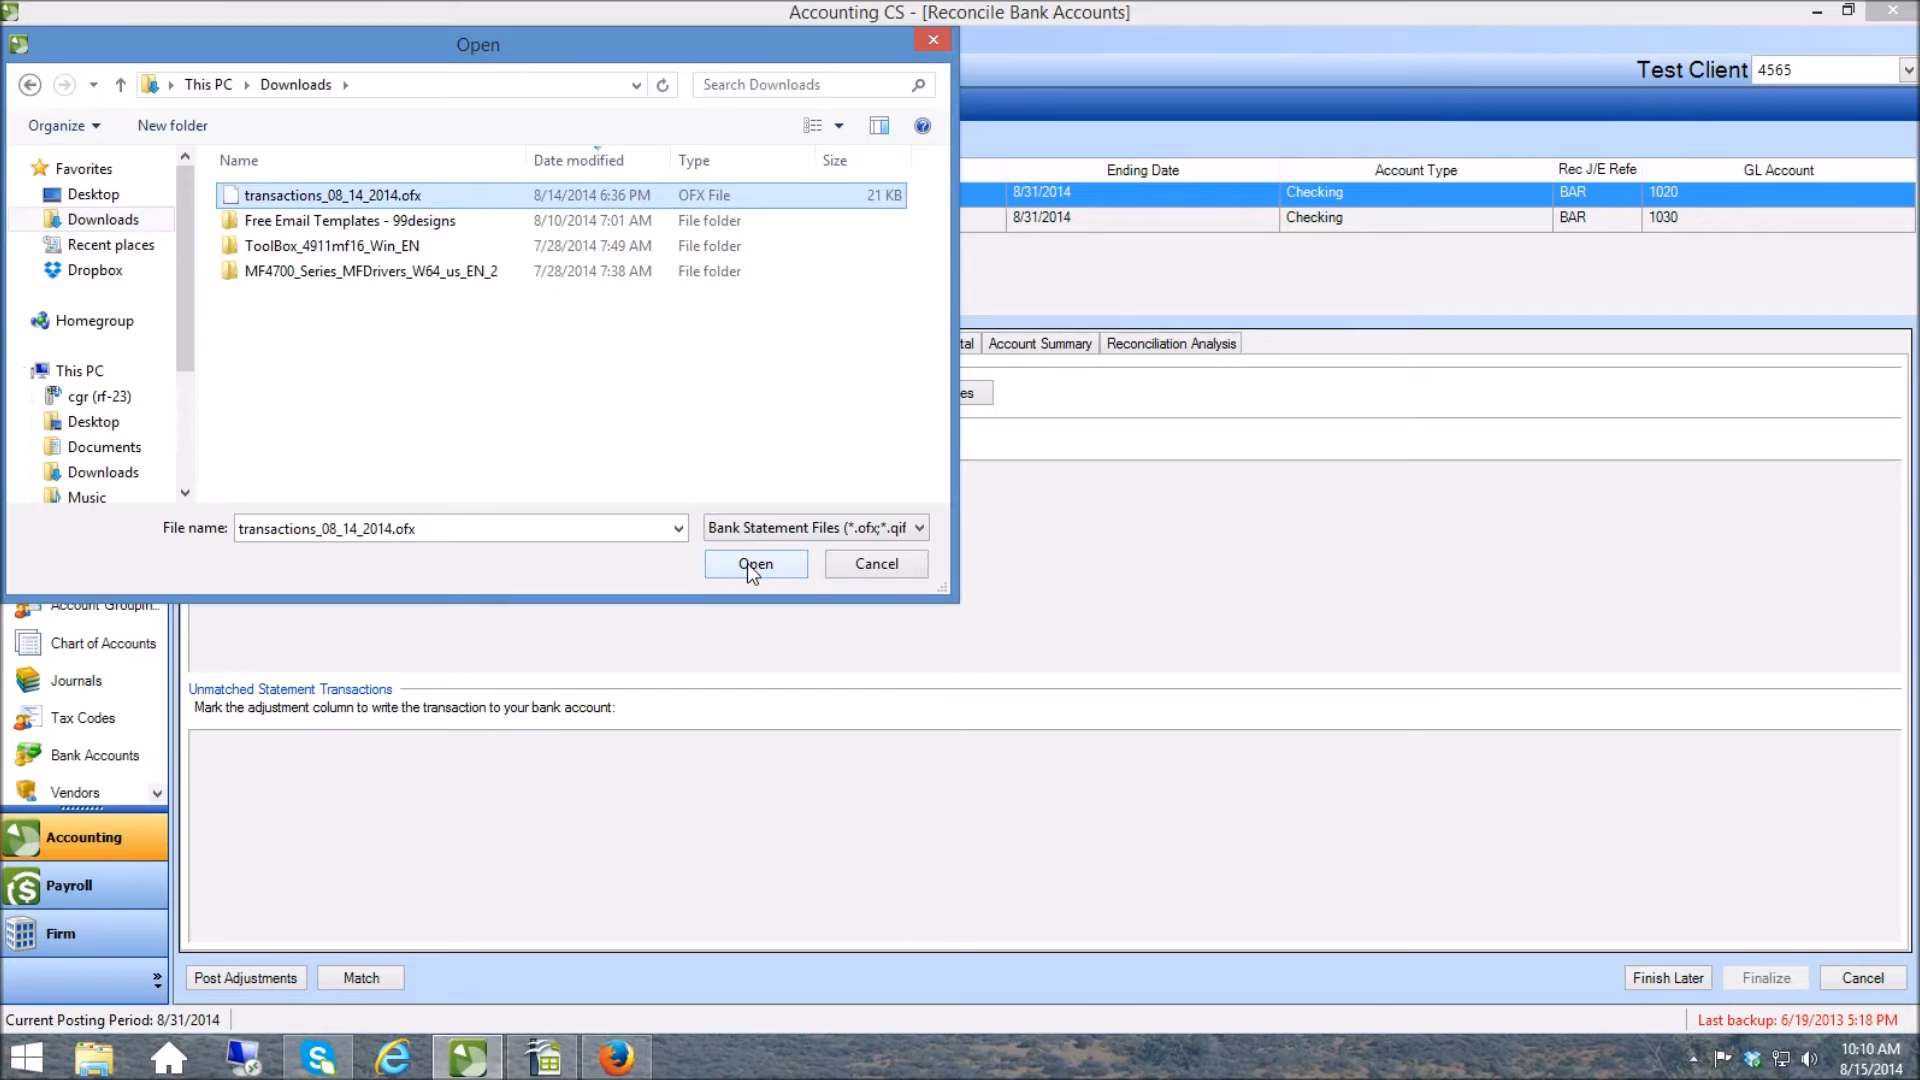 Accounting CS - [Reconcile Bank Accounts]
Open
Test Client 4565
This PC Downloads
Search Downloads
Organize New folder
Name Date modified Type Size
transactions_08_14_2014.ofx 8/14/2014 6:36 PM OFX File 21 KB
Free Email Templates - 99designs 8/10/2014 7:01 AM File folder
ToolBox_4911mf16_Win_EN 7/28/2014 7:49 AM File folder
MF4700_Series_MFDrivers_W64_us_EN_2 7/28/2014 7:38 AM File folder
Favorites
Desktop
Downloads
Recent places
Dropbox
Homegroup
This PC
cgr (rf-23)
Desktop
Documents
Downloads
Music
File name: transactions_08_14_2014.ofx Bank Statement Files (*.ofx;*.qif
Open Cancel
Ending Date Account Type Rec J/E Refe GL Account
8/31/2014 Checking BAR 1020
8/31/2014 Checking BAR 1030
tal Account Summary Reconciliation Analysis
es
Account Groupin...
Chart of Accounts
Journals
Tax Codes
Bank Accounts
Vendors
Accounting
Payroll
Firm
Unmatched Statement Transactions
Mark the adjustment column to write the transaction to your bank account:
Post Adjustments Match Finish Later Finalize Cancel
Current Posting Period: 8/31/2014 Last backup: 6/19/2013 5:18 PM
10:10 AM
8/15/2014